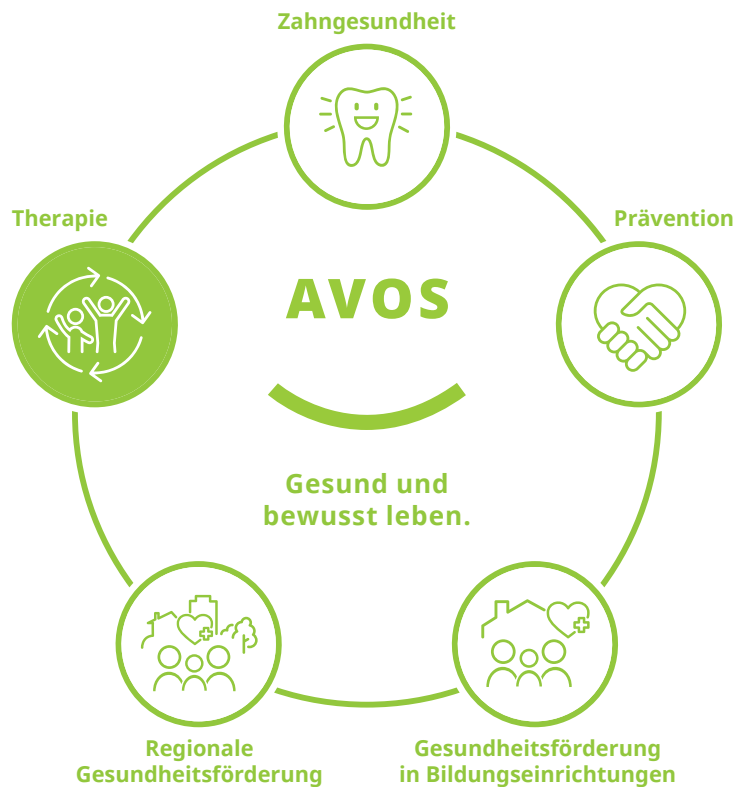 Zahngesundheit
Therapie
Prävention
AVOS
Gesund und
bewusst leben.
Regionale
Gesundheitsförderung
Gesundheitsförderung
in Bildungseinrichtungen